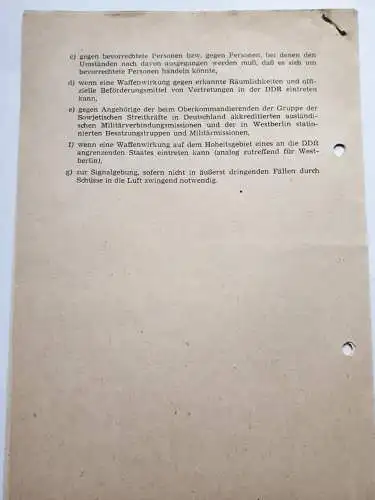 c) gegen bevorrechtete Personen bzw. gegen Personen, bei denen den
Umständen nach davon ausgegangen werden muß, daß es sich um
bevorrechtete Personen handeln könnte,
d) wenn eine Waffenwirkung gegen erkannte Räumlichkeiten und offi-
zielle Beförderungsmittel von Vertretungen in der DDR eintreten
kann,
e) gegen Angehörige der beim Oberkommandierenden der Gruppe der
Sowjetischen Streitkräfte in Deutschland akkreditierten ausländi-
schen Militärverbindungsmissionen und der in Westberlin statio-
nierten Besatzungstruppen und Militärmissionen,
f) wenn eine Waffenwirkung auf dem Hoheitsgebiet eines an die DDR
angrenzenden Staates eintreten kann (analog zutreffend für West-
berlin),
g) zur Signalgebung, sofern nicht in äußerst dringenden Fällen durch
Schüsse in die Luft zwingend notwendig.